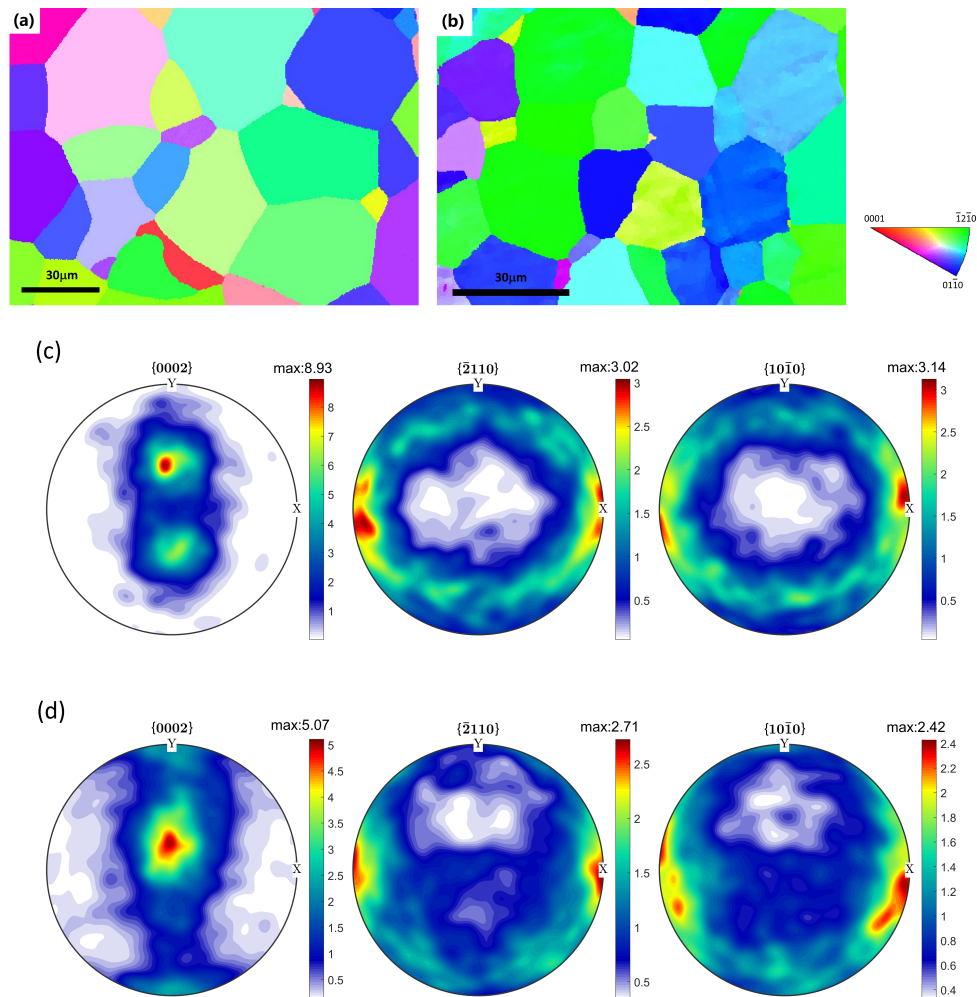 (a)
(b)
30μm
30μm
0001
1̄21̄0
011̄0
(c)
{0002}
max:8.93
Y
X
8
7
6
5
4
3
2
1
{2̄110}
max:3.02
Y
X
3
2.5
2
1.5
1
0.5
{101̄0}
max:3.14
Y
X
3
2.5
2
1.5
1
0.5
(d)
{0002}
max:5.07
Y
X
5
4.5
4
3.5
3
2.5
2
1.5
1
0.5
{2̄110}
max:2.71
Y
X
2.5
2
1.5
1
0.5
{101̄0}
max:2.42
Y
X
2.4
2.2
2
1.8
1.6
1.4
1.2
1
0.8
0.6
0.4